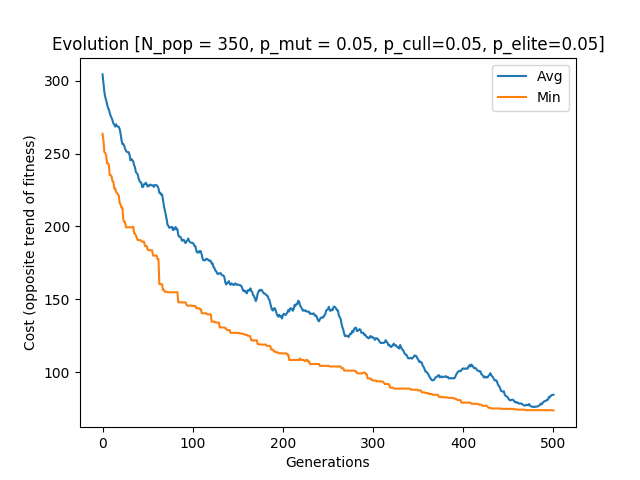 Evolution [N_pop = 350, p_mut = 0.05, p_cull=0.05, p_elite=0.05]
Avg
Min
Cost (opposite trend of fitness)
300
250
200
150
100
0 100 200 300 400 500
Generations